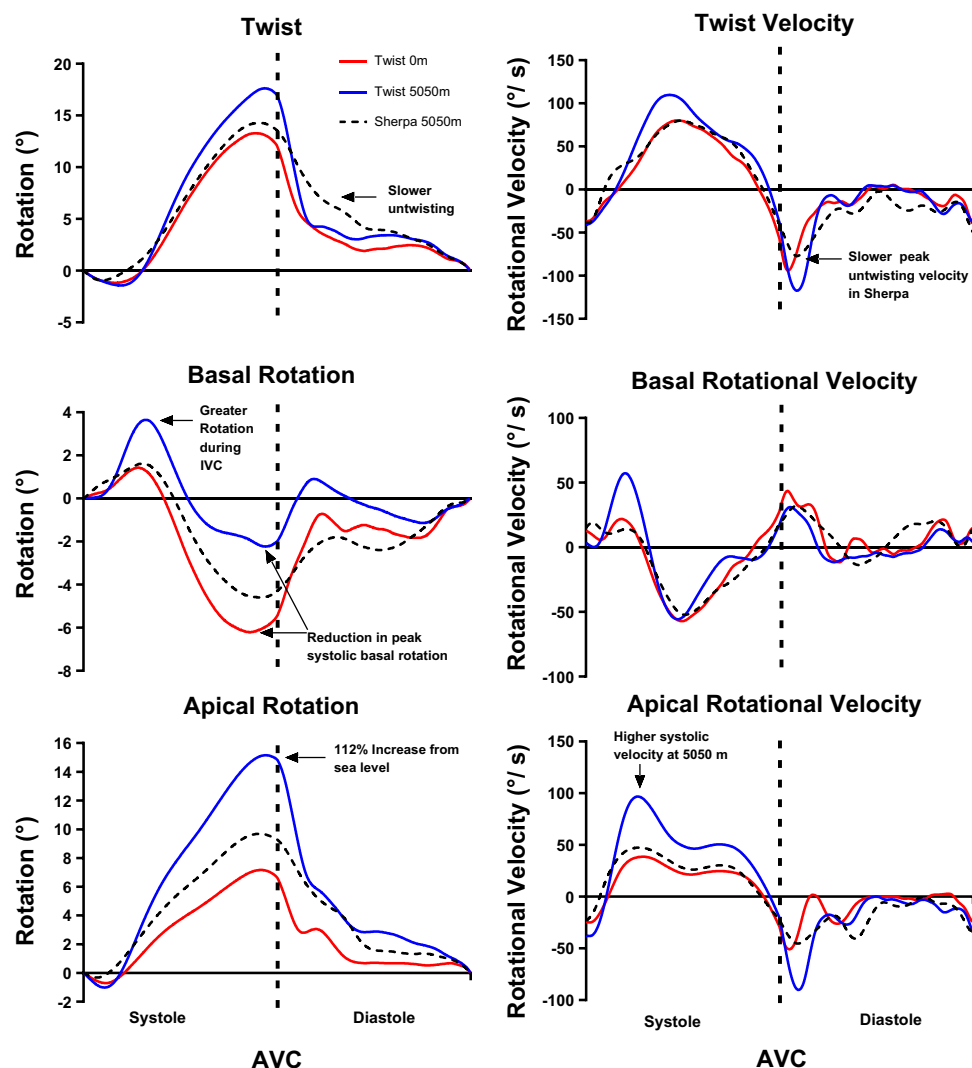 Twist
Rotation (°)
20
15
10
5
0
-5
Twist 0m
Twist 5050m
Sherpa 5050m
Slower
untwisting
Twist Velocity
Rotational Velocity (°/ s)
150
100
50
0
-50
-100
-150
Slower peak
untwisting velocity
in Sherpa
Basal Rotation
Rotation (°)
4
2
0
-2
-4
-6
-8
Greater
Rotation
during
IVC
Reduction in peak
systolic basal rotation
Basal Rotational Velocity
Rotational Velocity (°/ s)
100
50
0
-50
-100
Apical Rotation
Rotation (°)
16
14
12
10
8
6
4
2
0
-2
112% Increase from
sea level
Systole
Diastole
AVC
Apical Rotational Velocity
Rotational Velocity (°/ s)
150
100
50
0
-50
-100
Higher systolic
velocity at 5050 m
Systole
Diastole
AVC